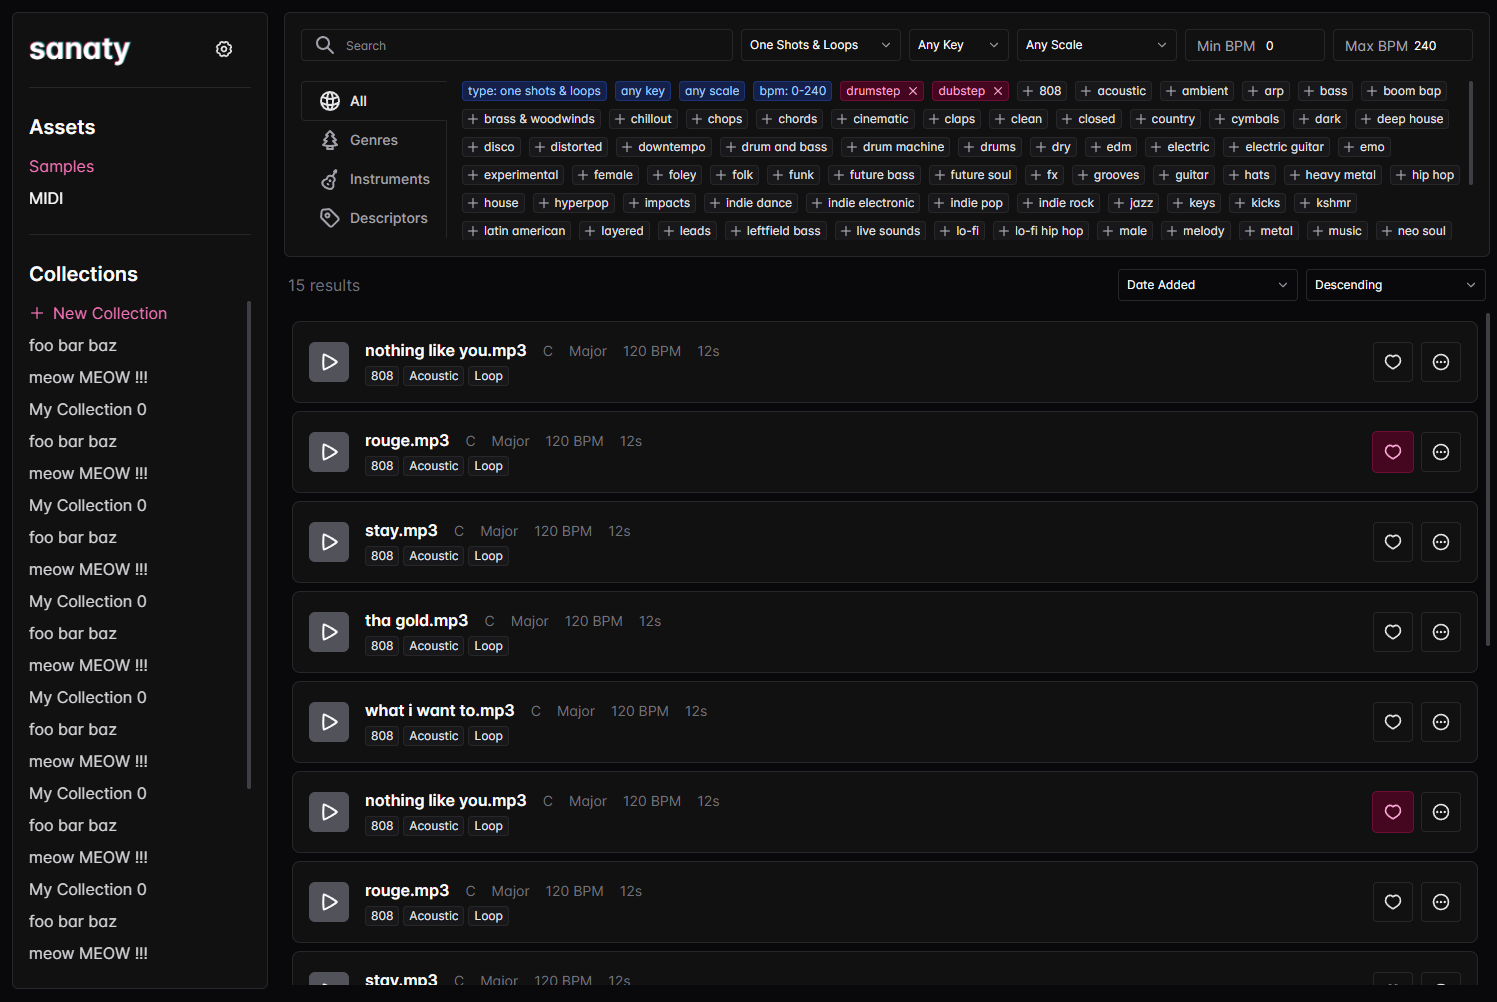 sanaty
Assets
Samples
MIDI
Collections
+ New Collection
foo bar baz
meow MEOW !!!
My Collection 0
foo bar baz
meow MEOW !!!
My Collection 0
foo bar baz
meow MEOW !!!
My Collection 0
foo bar baz
meow MEOW !!!
My Collection 0
foo bar baz
meow MEOW !!!
My Collection 0
foo bar baz
meow MEOW !!!
My Collection 0
foo bar baz
meow MEOW !!!
Search One Shots & Loops Any Key Any Scale Min BPM 0 Max BPM 240
All
Genres
Instruments
Descriptors
type: one shots & loops any key any scale bpm: 0-240 drumstep × dubstep × + 808 + acoustic + ambient + arp + bass + boom bap
+ brass & woodwinds + chillout + chops + chords + cinematic + claps + clean + closed + country + cymbals + dark + deep house
+ disco + distorted + downtempo + drum and bass + drum machine + drums + dry + edm + electric + electric guitar + emo
+ experimental + female + foley + folk + funk + future bass + future soul + fx + grooves + guitar + hats + heavy metal + hip hop
+ house + hyperpop + impacts + indie dance + indie electronic + indie pop + indie rock + jazz + keys + kicks + kshmr
+ latin american + layered + leads + leftfield bass + live sounds + lo-fi + lo-fi hip hop + male + melody + metal + music + neo soul
15 results Date Added Descending
nothing like you.mp3 C Major 120 BPM 12s
808 Acoustic Loop
rouge.mp3 C Major 120 BPM 12s
808 Acoustic Loop
stay.mp3 C Major 120 BPM 12s
808 Acoustic Loop
tha gold.mp3 C Major 120 BPM 12s
808 Acoustic Loop
what i want to.mp3 C Major 120 BPM 12s
808 Acoustic Loop
nothing like you.mp3 C Major 120 BPM 12s
808 Acoustic Loop
rouge.mp3 C Major 120 BPM 12s
808 Acoustic Loop
stay.mp3 C Major 120 BPM 12s